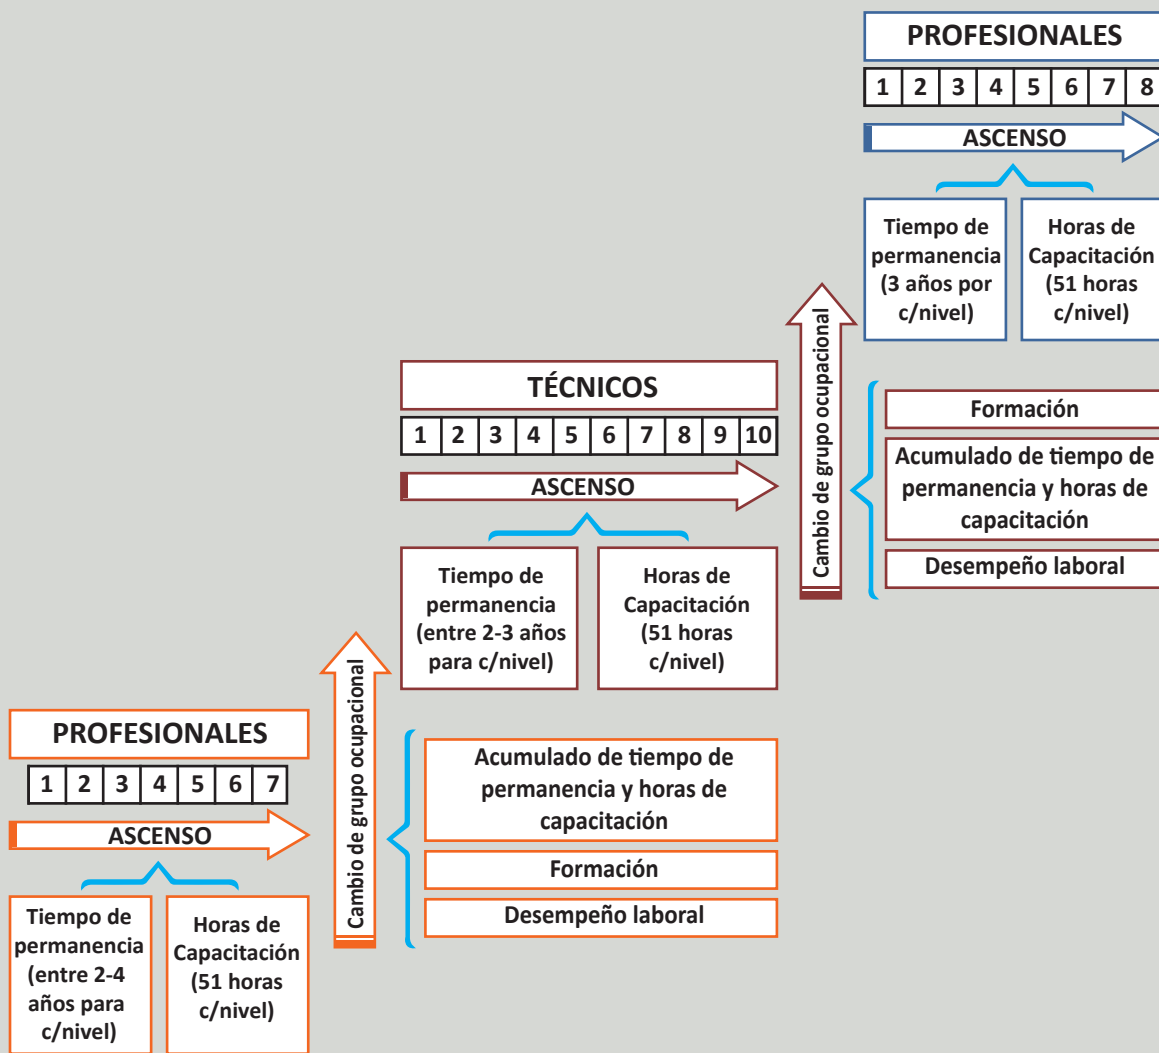 PROFESIONALES
1 2 3 4 5 6 7 8
ASCENSO
Tiempo de
permanencia
(3 años por
c/nivel)
Horas de
Capacitación
(51 horas
c/nivel)
Cambio de grupo ocupacional
Formación
Acumulado de tiempo de
permanencia y horas de
capacitación
Desempeño laboral
TÉCNICOS
1 2 3 4 5 6 7 8 9 10
ASCENSO
Tiempo de
permanencia
(entre 2-3 años
para c/nivel)
Horas de
Capacitación
(51 horas
c/nivel)
Cambio de grupo ocupacional
Acumulado de tiempo de
permanencia y horas de
capacitación
Formación
Desempeño laboral
PROFESIONALES
1 2 3 4 5 6 7
ASCENSO
Tiempo de
permanencia
(entre 2-4
años para
c/nivel)
Horas de
Capacitación
(51 horas
c/nivel)